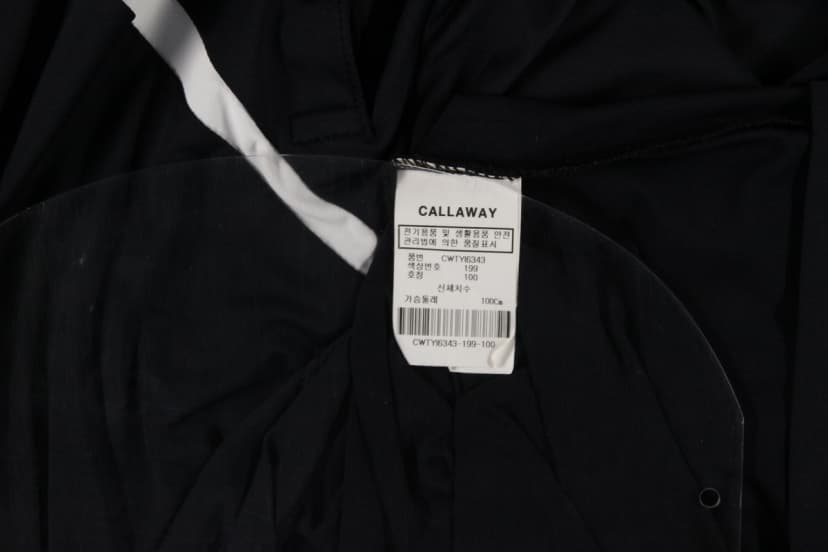 CALLAWAY
전기용품 및 생활용품 안전
관리법에 의한 품질표시
품번 CWTYI6343
색상번호 199
호칭 100
신체치수
가슴둘레 100Cm
CWTYI6343-199-100